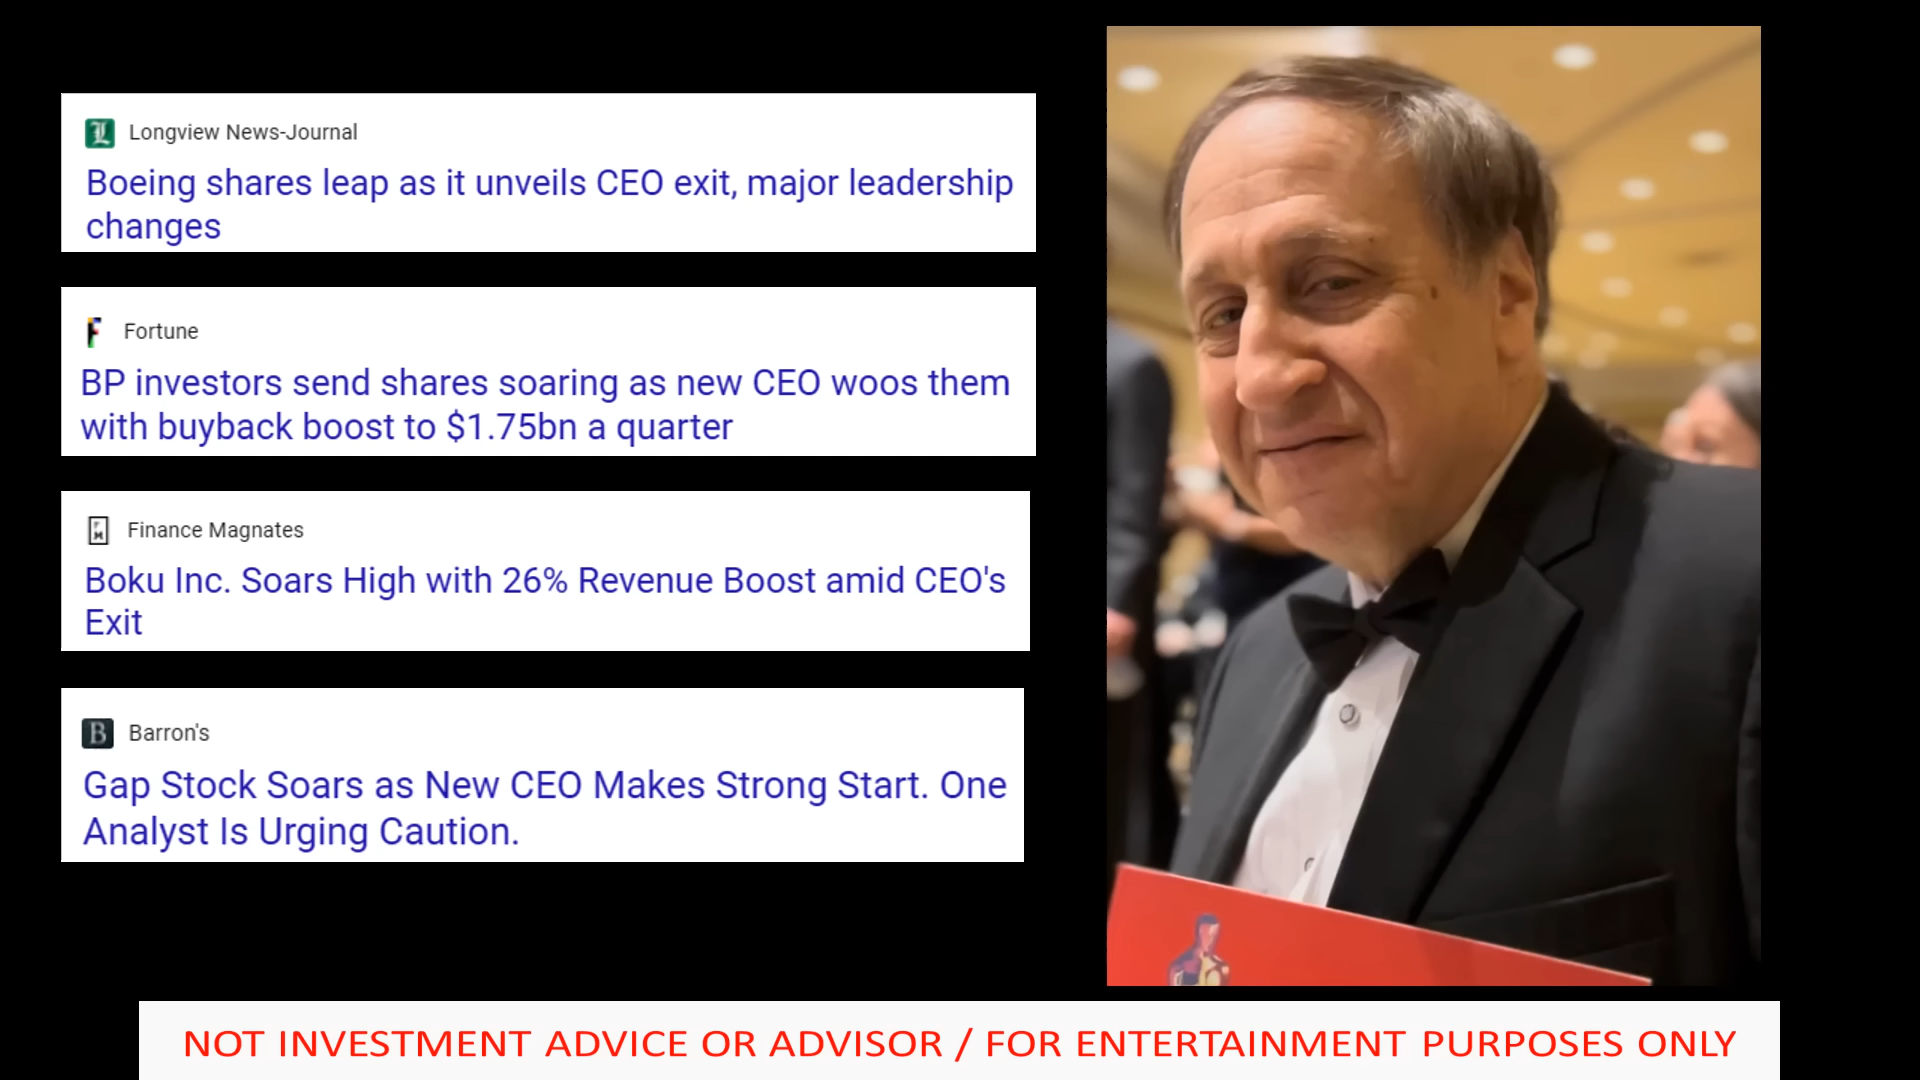 Longview News-Journal
Boeing shares leap as it unveils CEO exit, major leadership
changes
Fortune
BP investors send shares soaring as new CEO woos them
with buyback boost to $1.75bn a quarter
Finance Magnates
Boku Inc. Soars High with 26% Revenue Boost amid CEO's
Exit
Barron's
Gap Stock Soars as New CEO Makes Strong Start. One
Analyst Is Urging Caution.
NOT INVESTMENT ADVICE OR ADVISOR / FOR ENTERTAINMENT PURPOSES ONLY